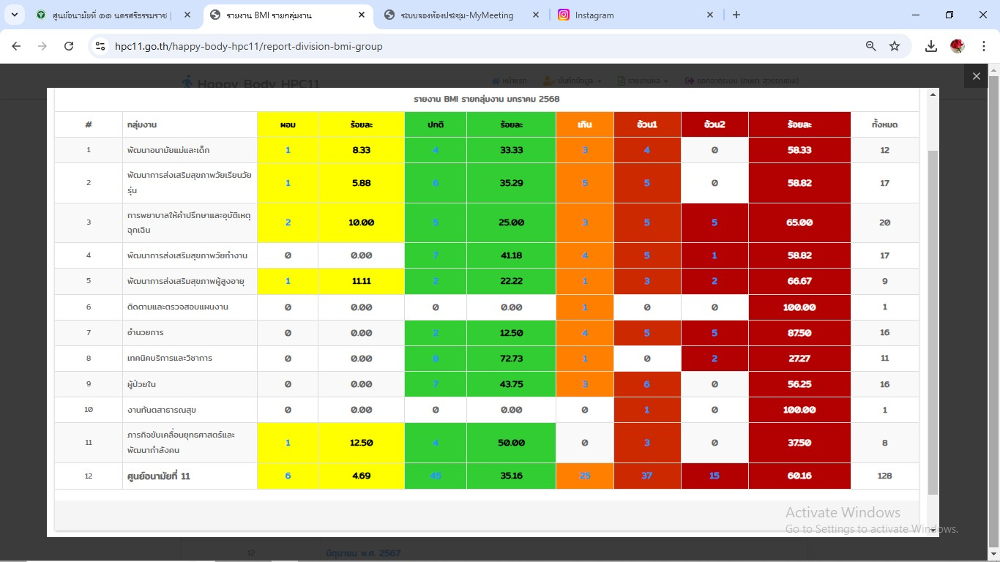 ศูนย์อนามัยที่ ๑๑ นครศรีธรรมราช |
รายงาน BMI รายกลุ่มงาน
ระบบจองห้องประชุม-MyMeeting
Instagram
hpc11.go.th/happy-body-hpc11/report-division-bmi-group
Happy Body HPC11 หน้าแรก บันทึกข้อมูล รายงานผล
รายงาน BMI รายกลุ่มงาน มกราคม 2568
# กลุ่มงาน ผอม ร้อยละ ปกติ ร้อยละ เกิน อ้วน1 อ้วน2 ร้อยละ ทั้งหมด
1 พัฒนาอนามัยแม่และเด็ก 1 8.33 4 33.33 3 4 0 58.33 12
2 พัฒนาการส่งเสริมสุขภาพวัยเรียนวัย
รุ่น 1 5.88 6 35.29 5 5 0 58.82 17
3 การพยาบาลให้คำปรึกษาและอุบัติเหตุ
ฉุกเฉิน 2 10.00 5 25.00 3 5 5 65.00 20
4 พัฒนาการส่งเสริมสุขภาพวัยทำงาน 0 0.00 7 41.18 4 5 1 58.82 17
5 พัฒนาการส่งเสริมสุขภาพผู้สูงอายุ 1 11.11 2 22.22 1 3 2 66.67 9
6 ติดตามและตรวจสอบแผนงาน 0 0.00 0 0.00 1 0 0 100.00 1
7 อำนวยการ 0 0.00 2 12.50 4 5 5 87.50 16
8 เทคนิคบริการและวิชาการ 0 0.00 8 72.73 1 0 2 27.27 11
9 ผู้ป่วยใน 0 0.00 7 43.75 3 6 0 56.25 16
10 งานทันตสาธารณสุข 0 0.00 0 0.00 0 1 0 100.00 1
11 ภารกิจขับเคลื่อนยุทธศาสตร์และ
พัฒนากำลังคน 1 12.50 4 50.00 0 3 0 37.50 8
12 ศูนย์อนามัยที่ 11 6 4.69 45 35.16 25 37 15 60.16 128
Activate Windows
Go to Settings to activate Windows.
12 มิถุนายน พ.ศ. 2567